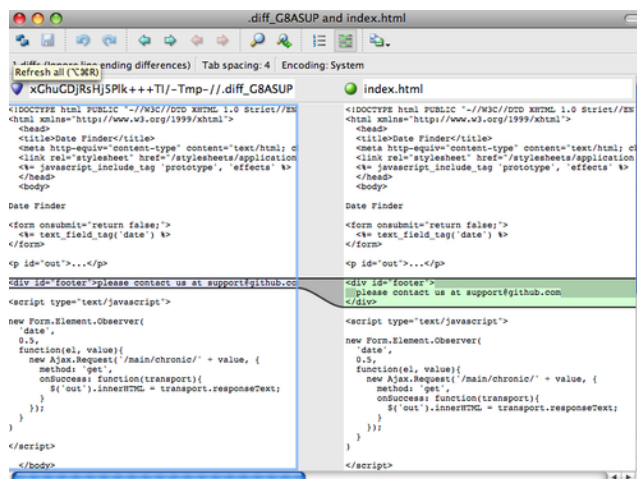 .diff_G8ASUP and index.html
1 diffs (Ignore line ending differences) Tab spacing: 4 Encoding: System
Refresh all (⌥⌘R)
xGhuGDjRsHj5Plk+++TI/-Tmp-//.diff_G8ASUP
<!DOCTYPE html PUBLIC "-//W3C//DTD XHTML 1.0 Strict//EN
<html xmlns="http://www.w3.org/1999/xhtml">
<head>
<title>Date Finder</title>
<meta http-equiv="content-type" content="text/html; c
<link rel="stylesheet" href="/stylesheets/application
<%= javascript_include_tag 'prototype', 'effects' %>
</head>
<body>
Date Finder
<form onsubmit="return false;">
<%= text_field_tag('date') %>
</form>
<p id="out">...</p>
<div id="footer">please contact us at support@github.co
<script type="text/javascript">
new Form.Element.Observer(
'date',
0.5,
function(el, value){
new Ajax.Request('/main/chronic/' + value, {
method: 'get',
onSuccess: function(transport){
$('out').innerHTML = transport.responseText;
}
});
}
)
</script>
</body>
index.html
<!DOCTYPE html PUBLIC "-//W3C//DTD XHTML 1.0 Strict//EN
<html xmlns="http://www.w3.org/1999/xhtml">
<head>
<title>Date Finder</title>
<meta http-equiv="content-type" content="text/html; c
<link rel="stylesheet" href="/stylesheets/application
<%= javascript_include_tag 'prototype', 'effects' %>
</head>
<body>
Date Finder
<form onsubmit="return false;">
<%= text_field_tag('date') %>
</form>
<p id="out">...</p>
<div id="footer">
please contact us at support@github.com
</div>
<script type="text/javascript">
new Form.Element.Observer(
'date',
0.5,
function(el, value){
new Ajax.Request('/main/chronic/' + value, {
method: 'get',
onSuccess: function(transport){
$('out').innerHTML = transport.responseText;
}
});
}
)
</script>